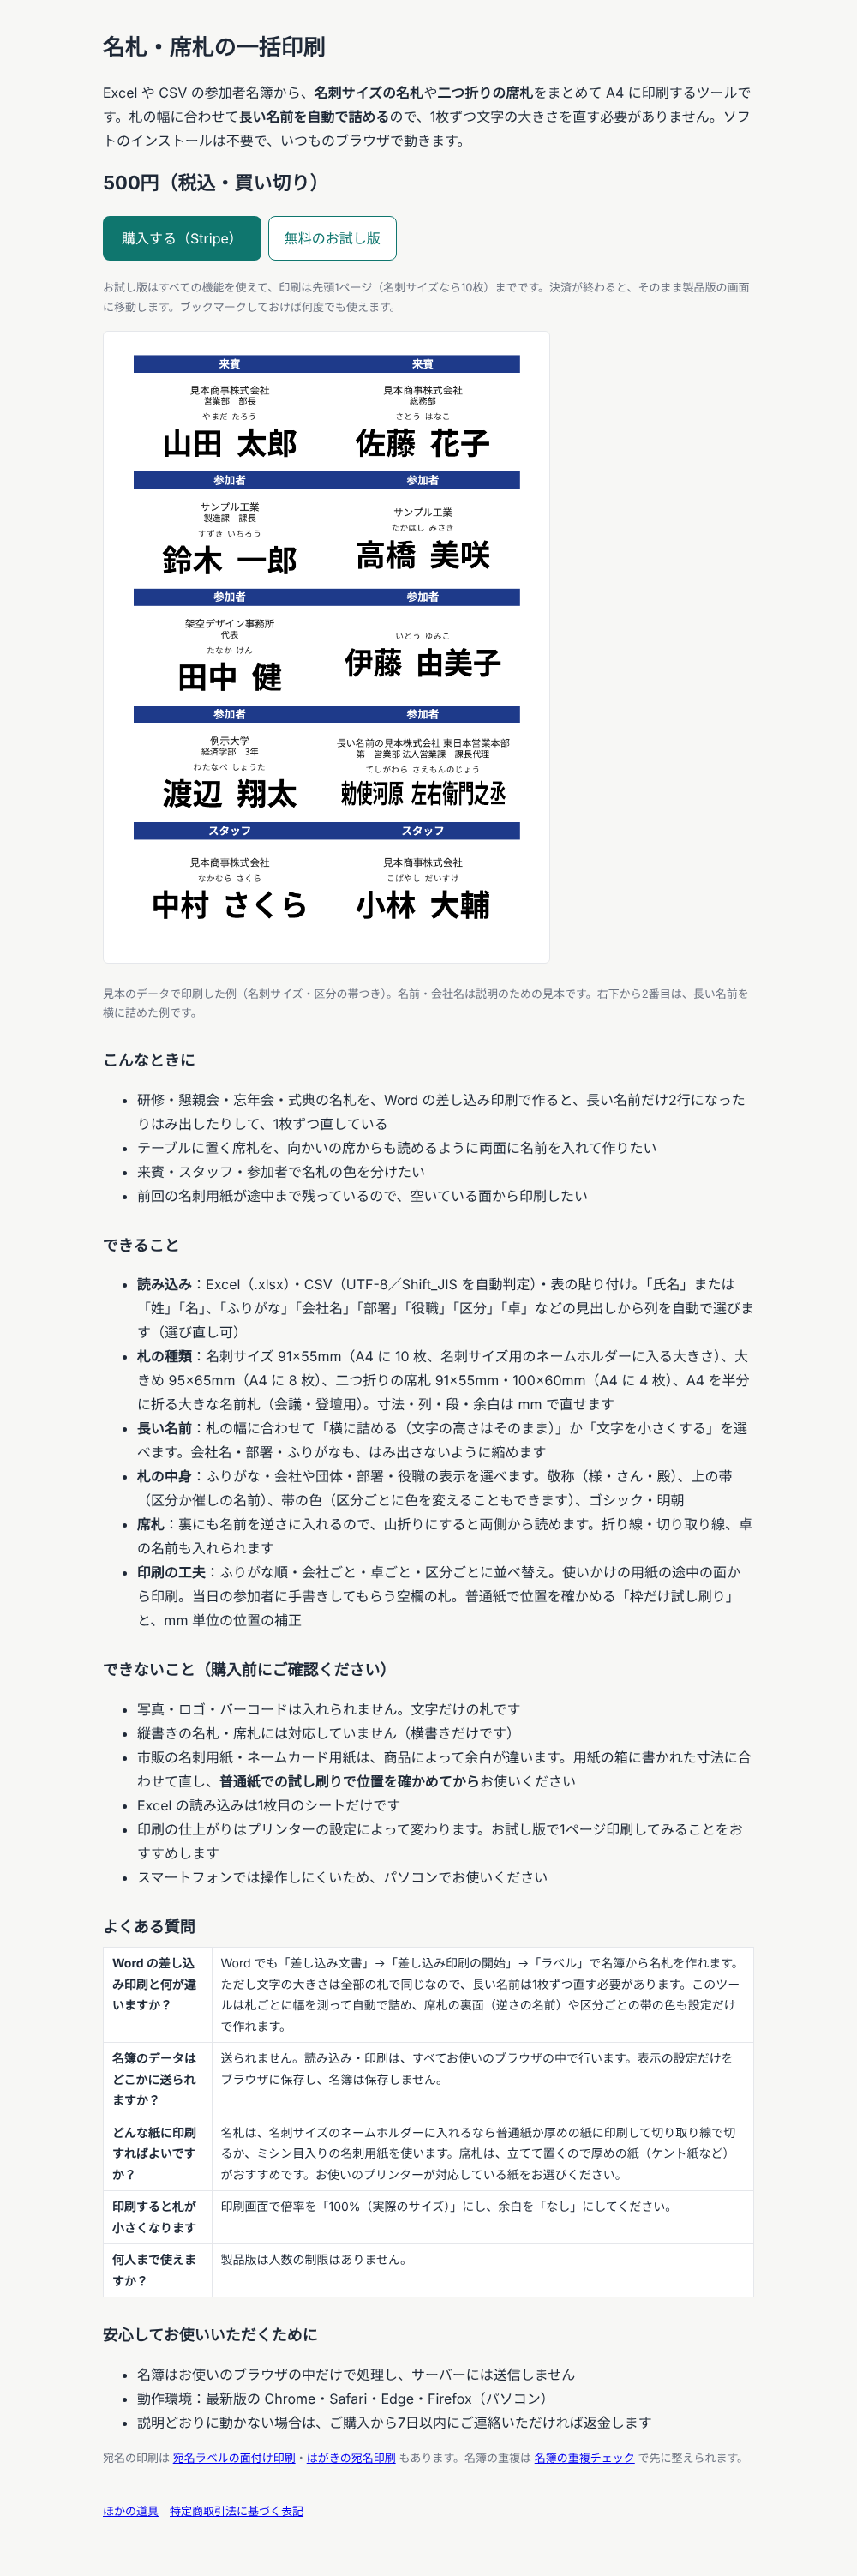 名札・席札の一括印刷
Excel や CSV の参加者名簿から、名刺サイズの名札や二つ折りの席札をまとめて A4 に印刷するツールで
す。札の幅に合わせて長い名前を自動で詰めるので、1枚ずつ文字の大きさを直す必要がありません。ソフ
トのインストールは不要で、いつものブラウザで動きます。
500円（税込・買い切り）
購入する（Stripe） 無料のお試し版
お試し版はすべての機能を使えて、印刷は先頭1ページ（名刺サイズなら10枚）までです。決済が終わると、そのまま製品版の画面
に移動します。ブックマークしておけば何度でも使えます。
来賓 来賓
見本商事株式会社 見本商事株式会社
営業部　部長 総務部
やまだ たろう さとう はなこ
山田 太郎 佐藤 花子
参加者 参加者
サンプル工業
製造課　課長 サンプル工業
すずき いちろう たかはし みさき
鈴木 一郎 高橋 美咲
参加者 参加者
架空デザイン事務所
代表
たなか けん いとう ゆみこ
田中 健 伊藤 由美子
参加者 参加者
例示大学 長い名前の見本株式会社 東日本営業本部
経済学部　3年 第一営業部 法人営業課　課長代理
わたなべ しょうた てしがわら さえもんのじょう
渡辺 翔太 勅使河原 左右衛門之丞
スタッフ スタッフ
見本商事株式会社 見本商事株式会社
なかむら さくら こばやし だいすけ
中村 さくら 小林 大輔
見本のデータで印刷した例（名刺サイズ・区分の帯つき）。名前・会社名は説明のための見本です。右下から2番目は、長い名前を
横に詰めた例です。
こんなときに
• 研修・懇親会・忘年会・式典の名札を、Word の差し込み印刷で作ると、長い名前だけ2行になった
りはみ出したりして、1枚ずつ直している
• テーブルに置く席札を、向かいの席からも読めるように両面に名前を入れて作りたい
• 来賓・スタッフ・参加者で名札の色を分けたい
• 前回の名刺用紙が途中まで残っているので、空いている面から印刷したい
できること
• 読み込み：Excel（.xlsx）・CSV（UTF-8／Shift_JIS を自動判定）・表の貼り付け。「氏名」または
「姓」「名」、「ふりがな」「会社名」「部署」「役職」「区分」「卓」などの見出しから列を自動で選びま
す（選び直し可）
• 札の種類：名刺サイズ 91×55mm（A4 に 10 枚、名刺サイズ用のネームホルダーに入る大きさ）、大
きめ 95×65mm（A4 に 8 枚）、二つ折りの席札 91×55mm・100×60mm（A4 に 4 枚）、A4 を半分
に折る大きな名前札（会議・登壇用）。寸法・列・段・余白は mm で直せます
• 長い名前：札の幅に合わせて「横に詰める（文字の高さはそのまま）」か「文字を小さくする」を選
べます。会社名・部署・ふりがなも、はみ出さないように縮めます
• 札の中身：ふりがな・会社や団体・部署・役職の表示を選べます。敬称（様・さん・殿）、上の帯
（区分か催しの名前）、帯の色（区分ごとに色を変えることもできます）、ゴシック・明朝
• 席札：裏にも名前を逆さに入れるので、山折りにすると両側から読めます。折り線・切り取り線、卓
の名前も入れられます
• 印刷の工夫：ふりがな順・会社ごと・卓ごと・区分ごとに並べ替え。使いかけの用紙の途中の面か
ら印刷。当日の参加者に手書きしてもらう空欄の札。普通紙で位置を確かめる「枠だけ試し刷り」
と、mm 単位の位置の補正
できないこと（購入前にご確認ください）
• 写真・ロゴ・バーコードは入れられません。文字だけの札です
• 縦書きの名札・席札には対応していません（横書きだけです）
• 市販の名刺用紙・ネームカード用紙は、商品によって余白が違います。用紙の箱に書かれた寸法に合
わせて直し、普通紙での試し刷りで位置を確かめてからお使いください
• Excel の読み込みは1枚目のシートだけです
• 印刷の仕上がりはプリンターの設定によって変わります。お試し版で1ページ印刷してみることをお
すすめします
• スマートフォンでは操作しにくいため、パソコンでお使いください
よくある質問
Word の差し込み印刷と何が違いますか？ Word でも「差し込み文書」→「差し込み印刷の開始」→「ラベル」で名簿から名札を作れます。
ただし文字の大きさは全部の札で同じなので、長い名前は1枚ずつ直す必要があります。このツー
ルは札ごとに幅を測って自動で詰め、席札の裏面（逆さの名前）や区分ごとの帯の色も設定だけ
で作れます。
名簿のデータはどこかに送られますか？ 送られません。読み込み・印刷は、すべてお使いのブラウザの中で行います。表示の設定だけを
ブラウザに保存し、名簿は保存しません。
どんな紙に印刷すればよいですか？ 名札は、名刺サイズのネームホルダーに入れるなら普通紙か厚めの紙に印刷して切り取り線で切
るか、ミシン目入りの名刺用紙を使います。席札は、立てて置くので厚めの紙（ケント紙など）
がおすすめです。お使いのプリンターが対応している紙をお選びください。
印刷すると札が小さくなります 印刷画面で倍率を「100%（実際のサイズ）」にし、余白を「なし」にしてください。
何人まで使えますか？ 製品版は人数の制限はありません。
安心してお使いいただくために
• 名簿はお使いのブラウザの中だけで処理し、サーバーには送信しません
• 動作環境：最新版の Chrome・Safari・Edge・Firefox（パソコン）
• 説明どおりに動かない場合は、ご購入から7日以内にご連絡いただければ返金します
宛名の印刷は 宛名ラベルの面付け印刷・はがきの宛名印刷 もあります。名簿の重複は 名簿の重複チェック で先に整えられます。
ほかの道具 特定商取引法に基づく表記